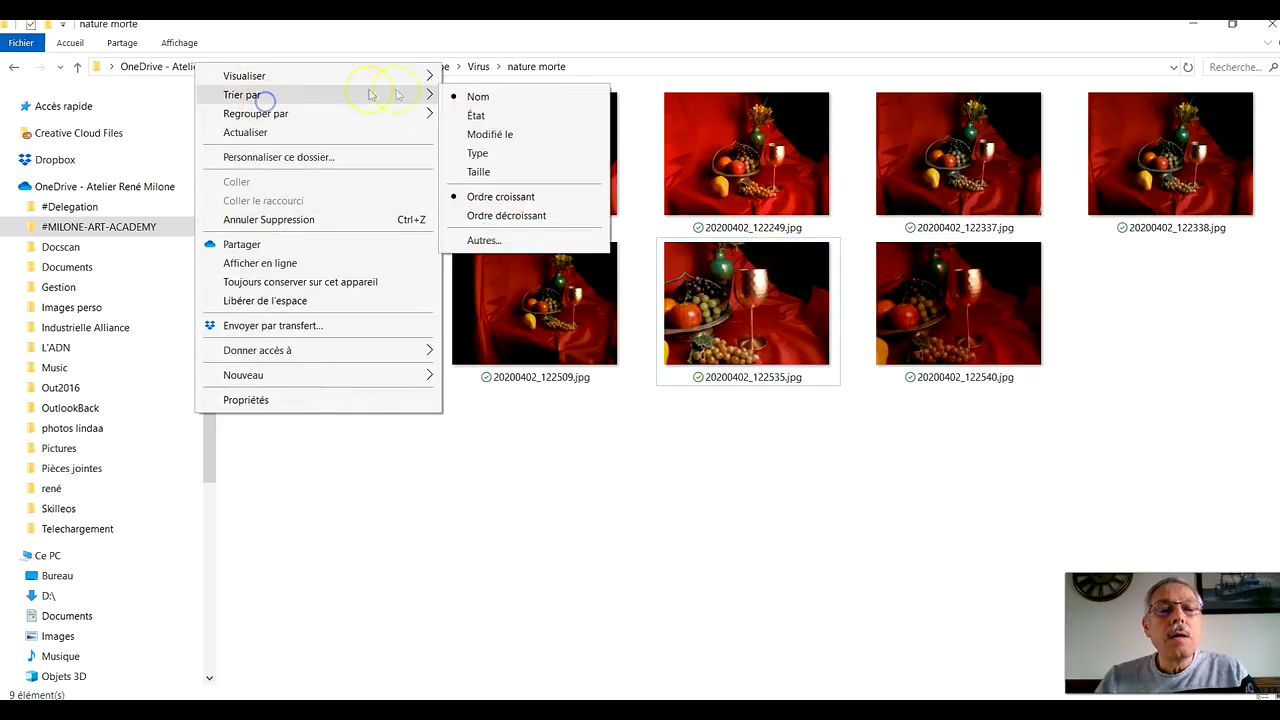 nature morte
Fichier
Accueil
Partage
Affichage
OneDrive - Atelie
Virus
nature morte
Recherche...
Accès rapide
Creative Cloud Files
Dropbox
OneDrive - Atelier René Milone
#Delegation
#MILONE-ART-ACADEMY
Docscan
Documents
Gestion
Images perso
Industrielle Alliance
L'ADN
Music
Out2016
OutlookBack
photos lindaa
Pictures
Pièces jointes
rené
Skilleos
Telechargement
Ce PC
Bureau
D:\
Documents
Images
Musique
Objets 3D
9 élément(s)
Visualiser
Trier par
Regrouper par
Actualiser
Personnaliser ce dossier...
Coller
Coller le raccourci
Annuler Suppression Ctrl+Z
Partager
Afficher en ligne
Toujours conserver sur cet appareil
Libérer de l'espace
Envoyer par transfert...
Donner accès à
Nouveau
Propriétés
Nom
État
Modifié le
Type
Taille
Ordre croissant
Ordre décroissant
Autres...
20200402_122249.jpg
20200402_122337.jpg
20200402_122338.jpg
20200402_122509.jpg
20200402_122535.jpg
20200402_122540.jpg